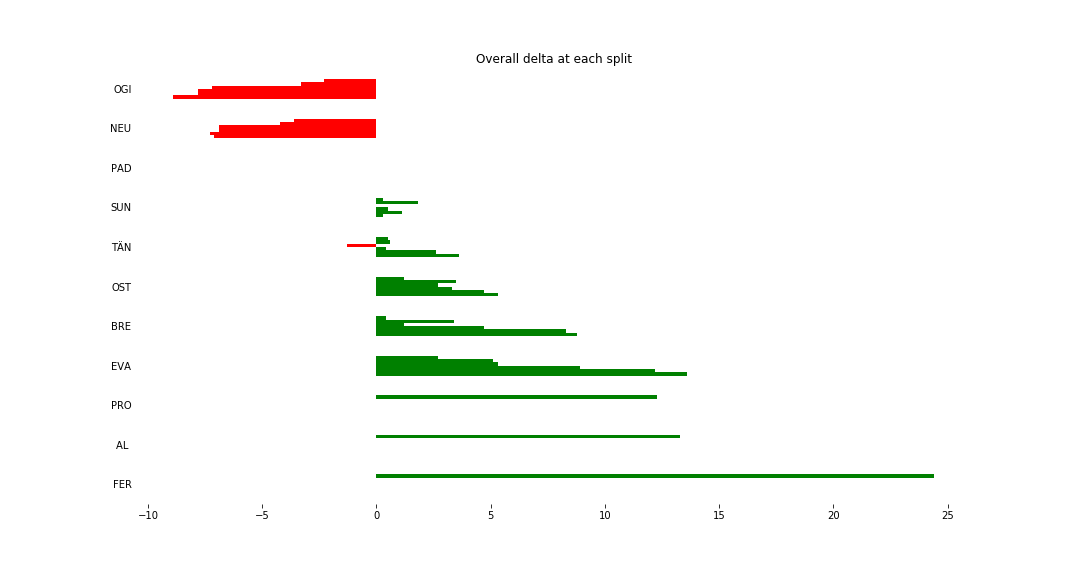 Overall delta at each split
OGI
NEU
PAD
SUN
TÄN
OST
BRE
EVA
PRO
AL
FER
−10 −5 0 5 10 15 20 25